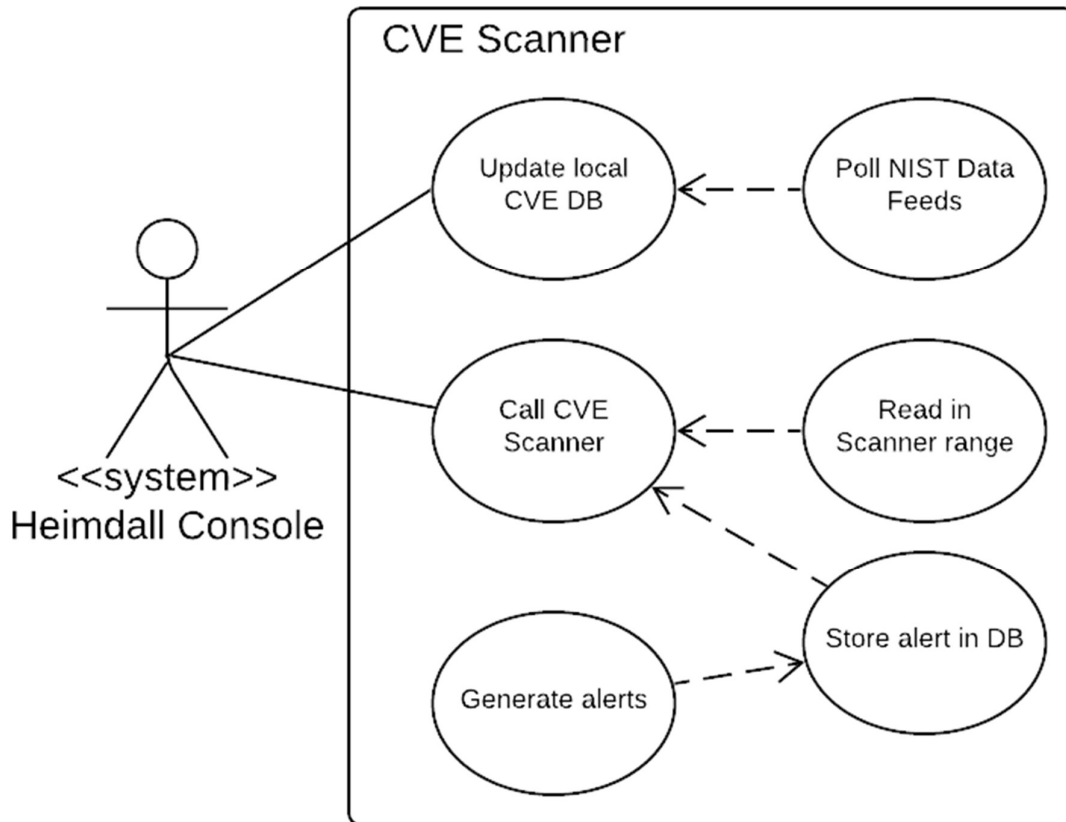 CVE Scanner
Update local
CVE DB
Poll NIST Data
Feeds
Call CVE
Scanner
Read in
Scanner range
<<system>>
Heimdall Console
Store alert in DB
Generate alerts